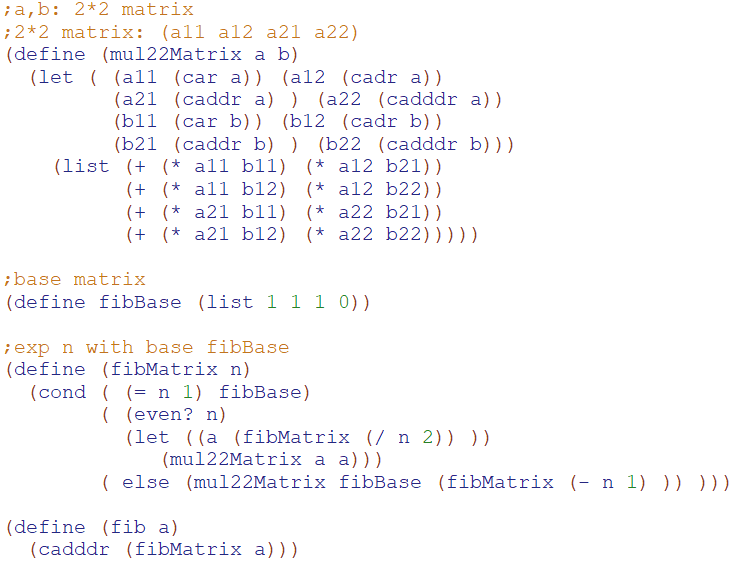 ;a,b: 2*2 matrix
;2*2 matrix: (a11 a12 a21 a22)
(define (mul22Matrix a b)
  (let ( (a11 (car a)) (a12 (cadr a))
         (a21 (caddr a) ) (a22 (cadddr a))
         (b11 (car b)) (b12 (cadr b))
         (b21 (caddr b) ) (b22 (cadddr b)))
    (list (+ (* a11 b11) (* a12 b21))
          (+ (* a11 b12) (* a12 b22))
          (+ (* a21 b11) (* a22 b21))
          (+ (* a21 b12) (* a22 b22)))))

;base matrix
(define fibBase (list 1 1 1 0))

;exp n with base fibBase
(define (fibMatrix n)
  (cond ( (= n 1) fibBase)
        ( (even? n)
          (let ((a (fibMatrix (/ n 2)) ))
             (mul22Matrix a a)))
        ( else (mul22Matrix fibBase (fibMatrix (- n 1) )) )))

(define (fib a)
  (cadddr (fibMatrix a)))